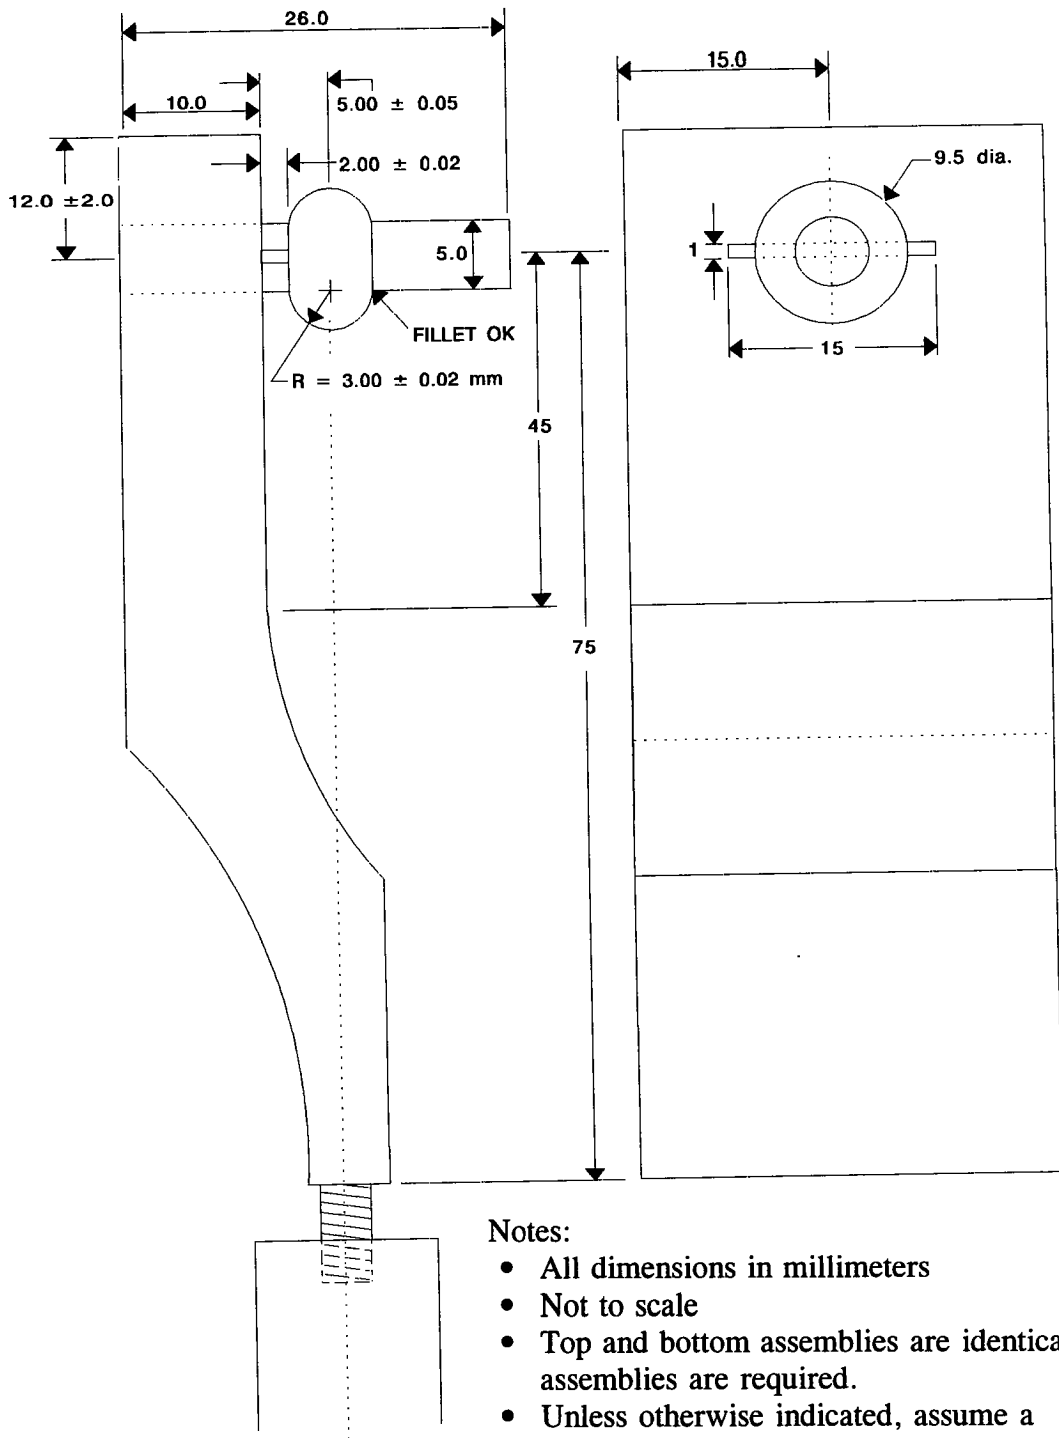 26.0
15.0
10.0
5.00 ± 0.05
2.00 ± 0.02
9.5 dia.
12.0 ±2.0
5.0
1
FILLET OK
15
R = 3.00 ± 0.02 mm
45
75
Notes:
• All dimensions in millimeters
• Not to scale
• Top and bottom assemblies are identica
assemblies are required.
• Unless otherwise indicated, assume a